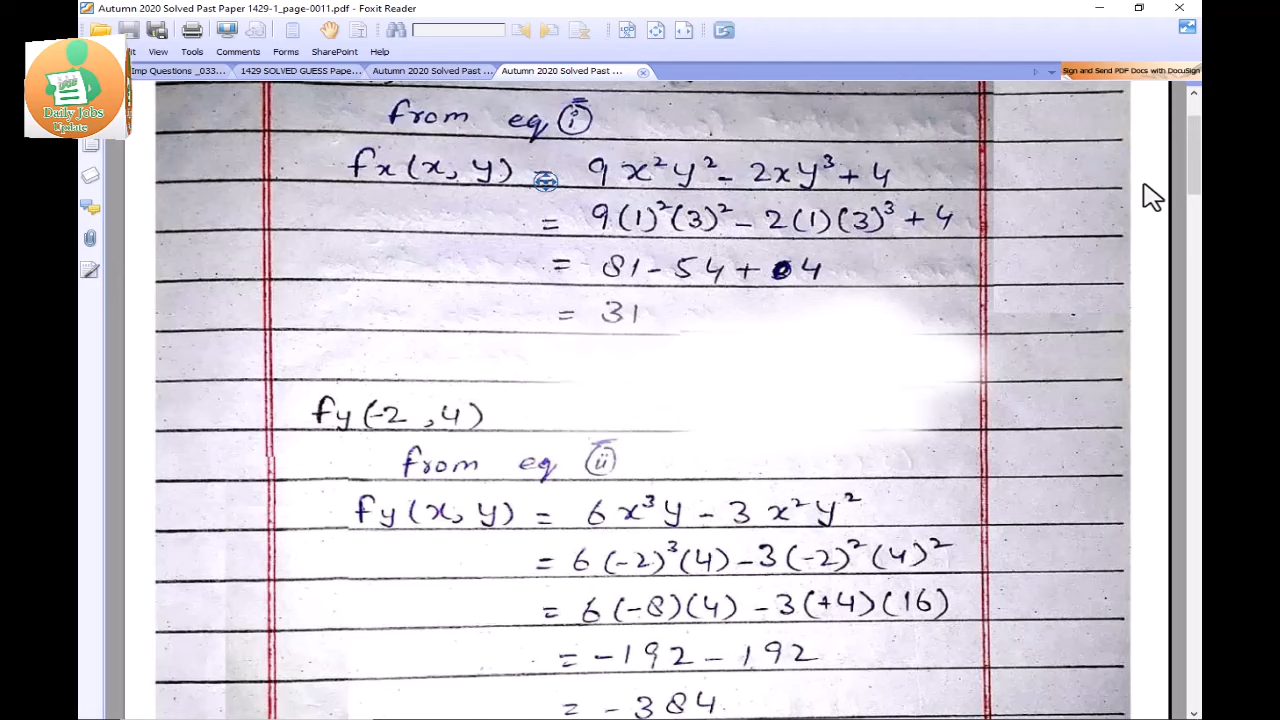 Autumn 2020 Solved Past Paper 1429-1_page-0011.pdf - Foxit Reader
View Tools Comments Forms SharePoint Help
Imp Questions _033... 1429 SOLVED GUESS Pape... Autumn 2020 Solved Past ... Autumn 2020 Solved Past ... Sign and Send PDF Docs with DocuSign
Daily Jobs
Update
from eq (i)
fx(x, y) = 9x²y² - 2xy³ + 4
= 9(1)²(3)² - 2(1)(3)³ + 4
= 81 - 54 + 4
= 31
fy(-2, 4)
from eq (ii)
fy(x, y) = 6x³y - 3x²y²
= 6(-2)³(4) - 3(-2)²(4)²
= 6(-8)(4) - 3(+4)(16)
= -192 - 192
= -384